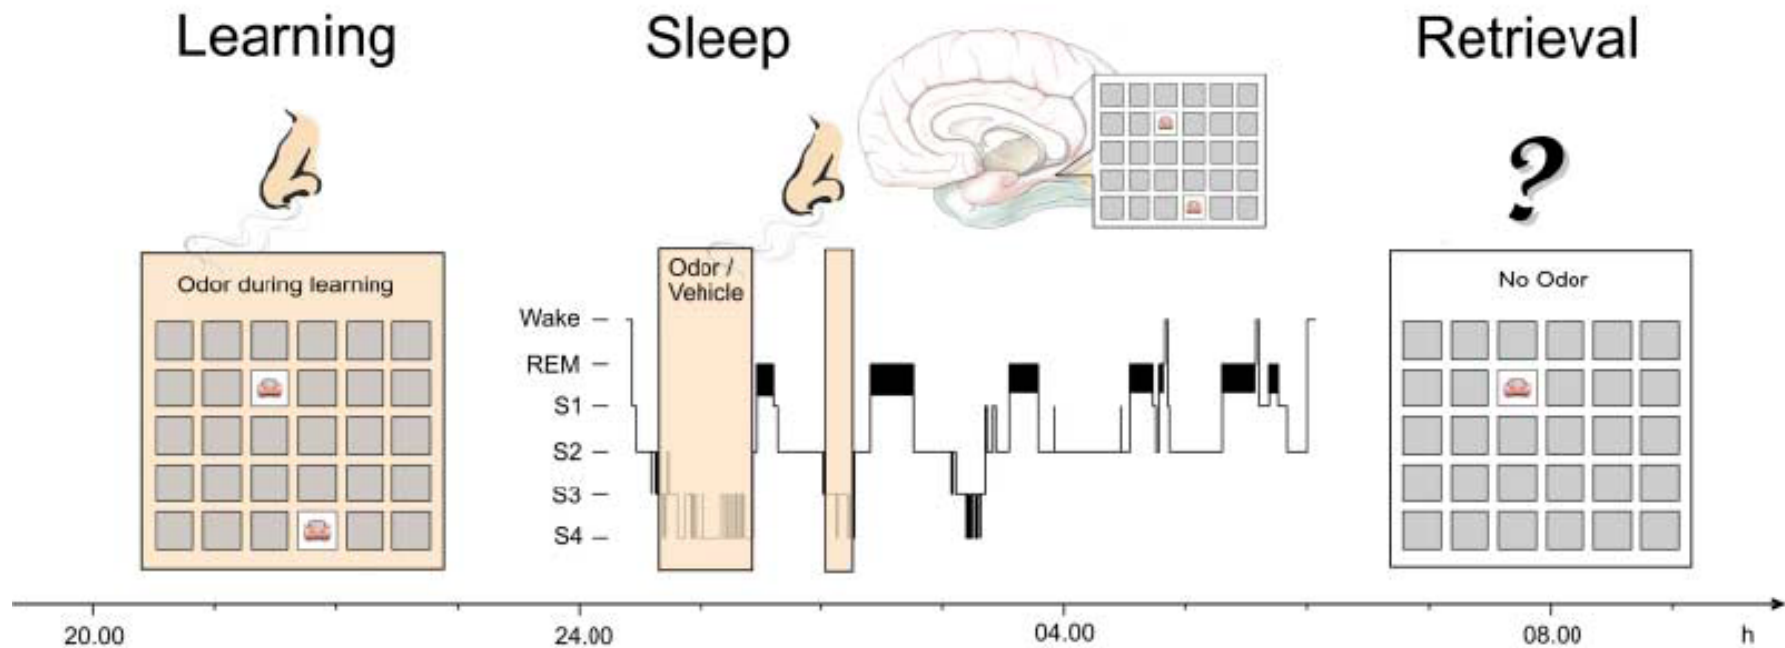 Learning
Sleep
Retrieval
Odor during learning
Odor /
Vehicle
No Odor
Wake
REM
S1
S2
S3
S4
20.00
24.00
04.00
08.00
h
?